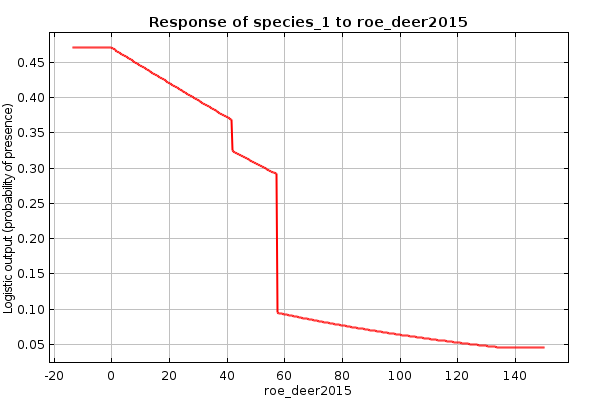 Response of species_1 to roe_deer2015
Logistic output (probability of presence)
0.45
0.40
0.35
0.30
0.25
0.20
0.15
0.10
0.05
-20 0 20 40 60 80 100 120 140
roe_deer2015